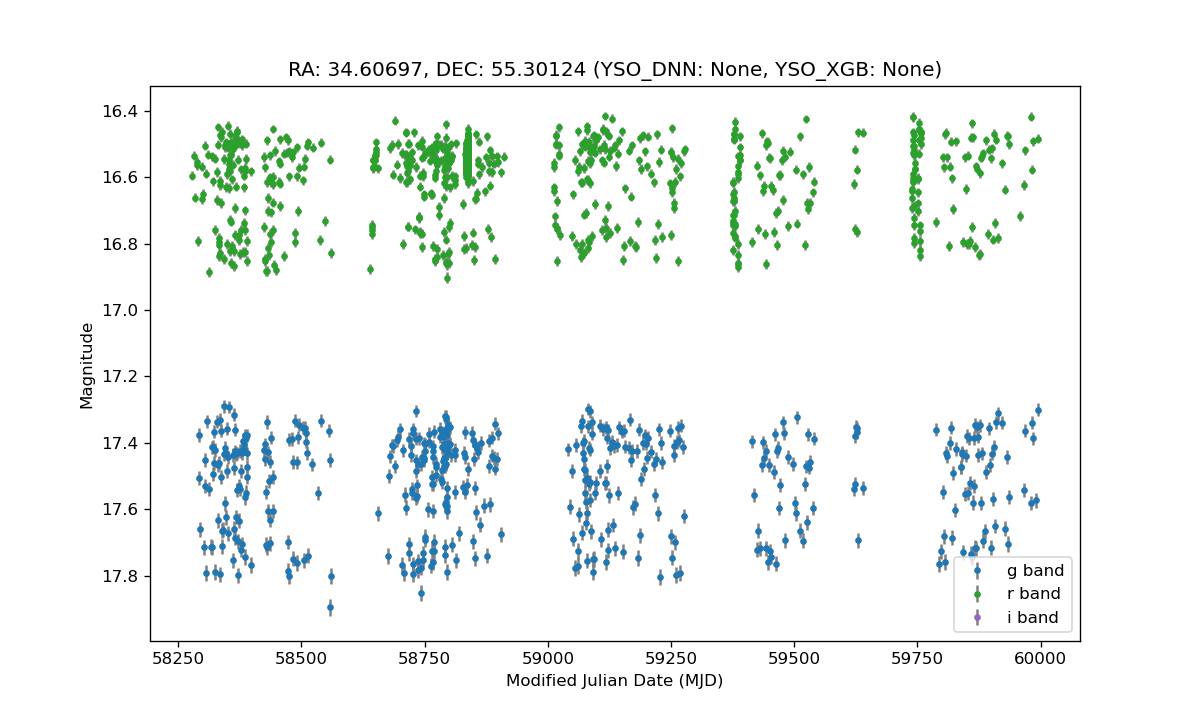 RA: 34.60697, DEC: 55.30124 (YSO_DNN: None, YSO_XGB: None)
16.4
16.6
16.8
17.0
17.2
17.4
17.6
17.8
Magnitude
g band
r band
i band
58250 58500 58750 59000 59250 59500 59750 60000
Modified Julian Date (MJD)